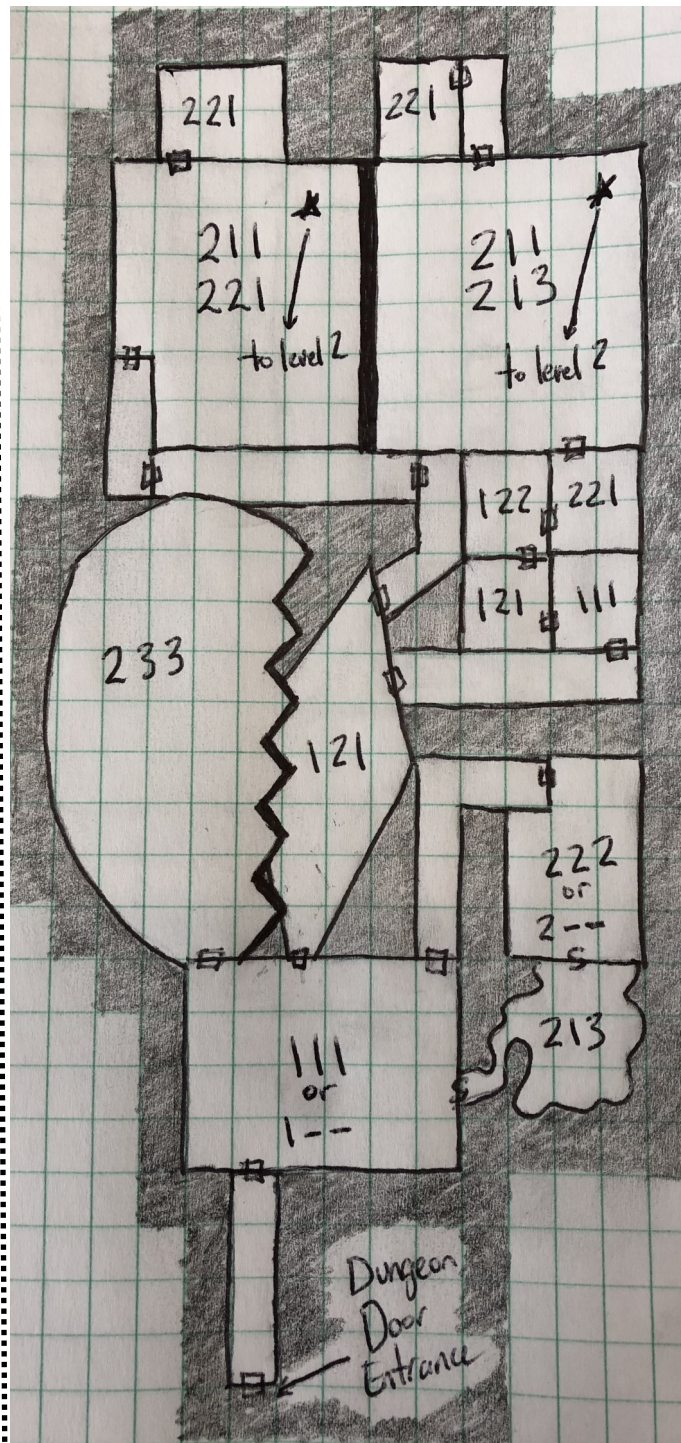 221
221
211
221
to level 2
211
213
to level 2
122
221
121
111
233
121
222
or
2--
S
213
111
or
1--
S
Dungeon
Door
Entrance